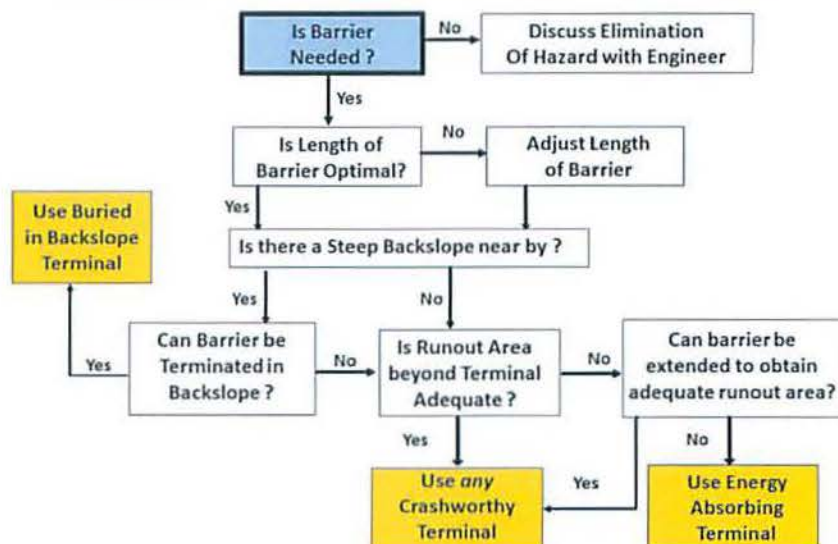 Is Barrier
Needed ?
No
Discuss Elimination
Of Hazard with Engineer
Yes
Is Length of
Barrier Optimal?
No
Adjust Length
of Barrier
Use Buried
in Backslope
Terminal
Yes
Is there a Steep Backslope near by ?
Yes
No
Yes
Can Barrier be
Terminated in
Backslope ?
No
Is Runout Area
beyond Terminal
Adequate ?
No
Can barrier be
extended to obtain
adequate runout area?
Yes
No
Use any
Crashworthy
Terminal
Yes
Use Energy
Absorbing
Terminal